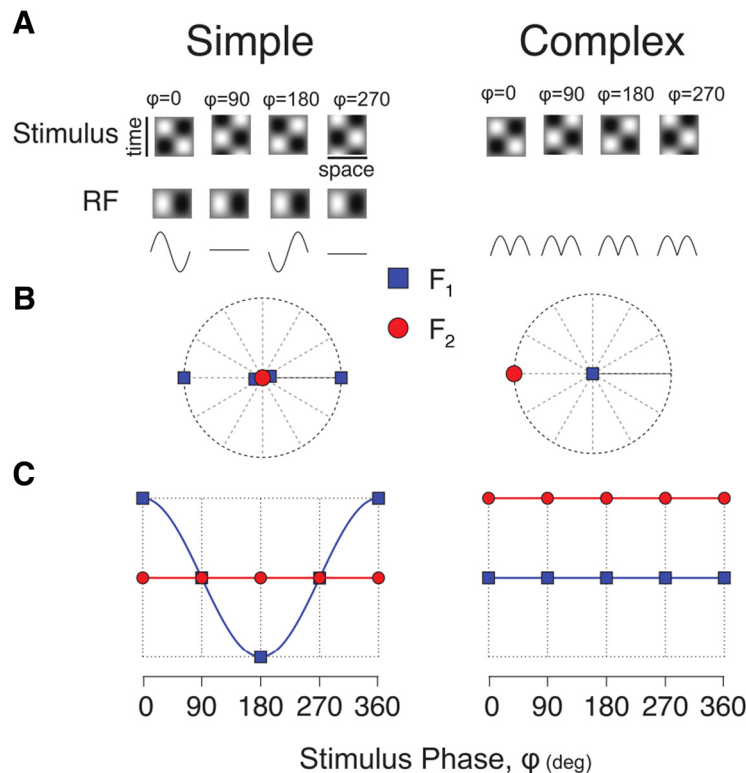 A
Simple Complex
φ=0 φ=90 φ=180 φ=270 φ=0 φ=90 φ=180 φ=270
Stimulus time
space
RF
B
F1
F2
C
0 90 180 270 360 0 90 180 270 360
Stimulus Phase, φ (deg)